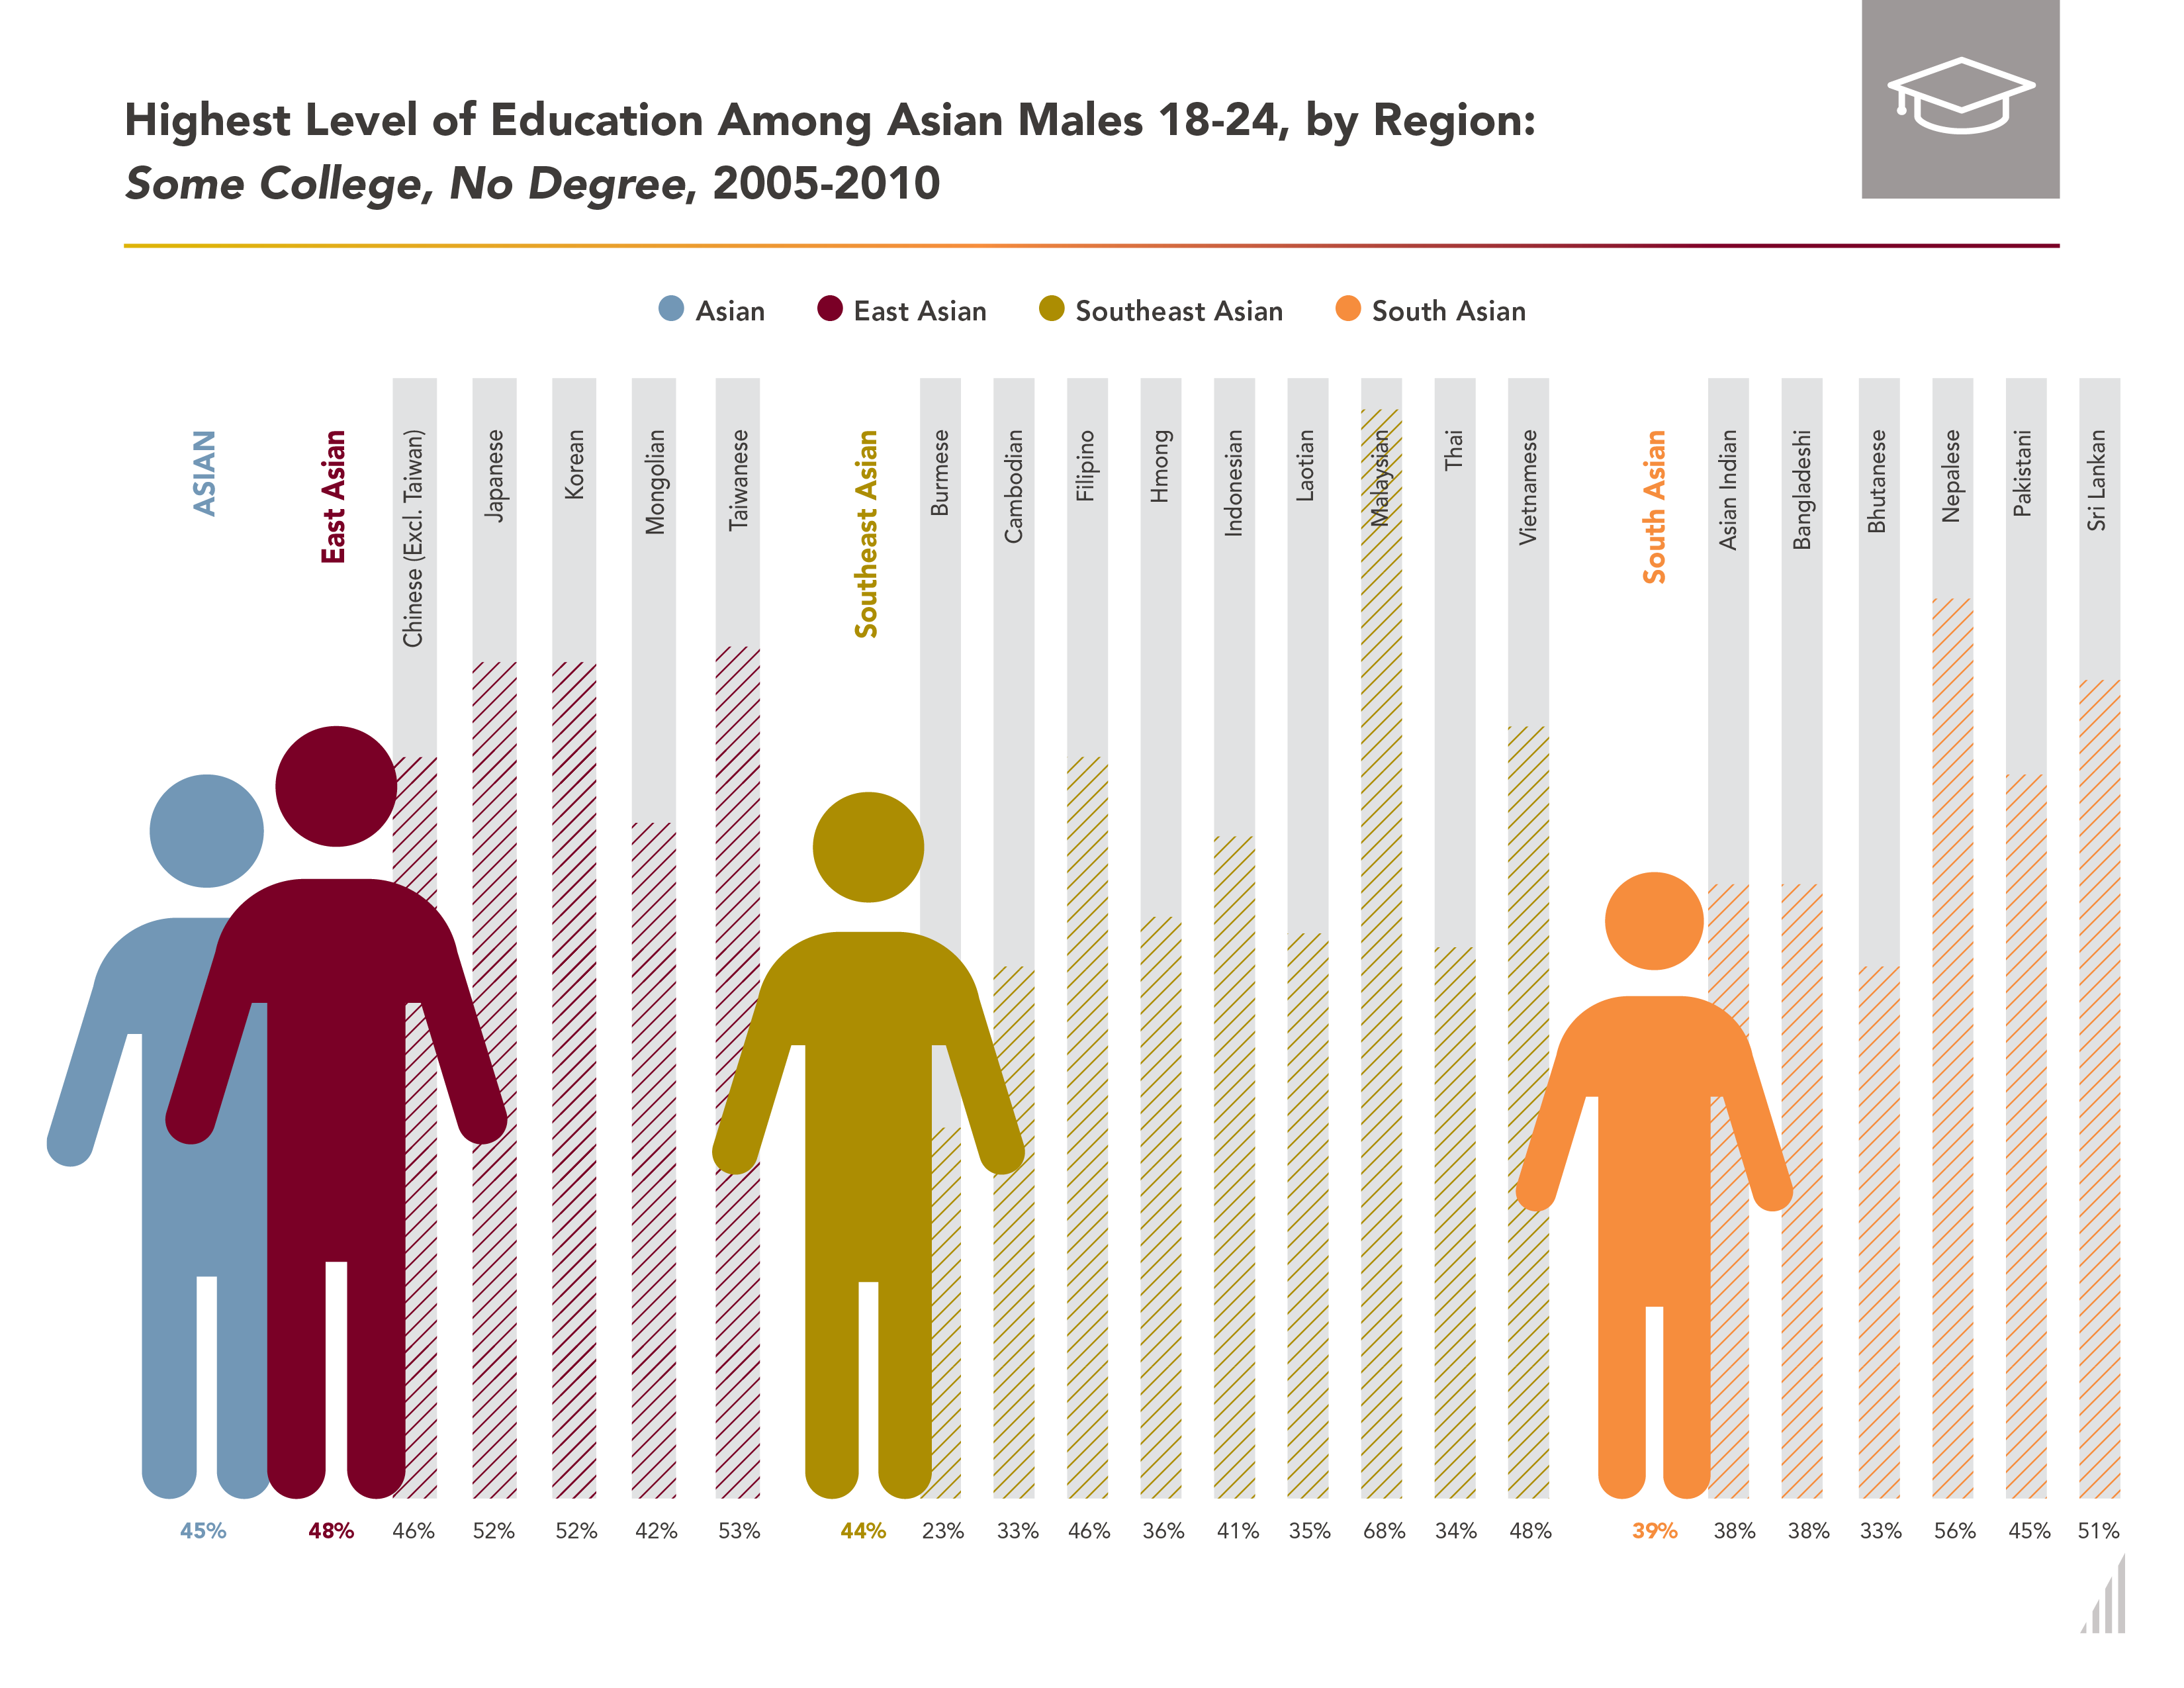 Highest Level of Education Among Asian Males 18-24, by Region:
Some College, No Degree, 2005-2010
Asian
East Asian
Southeast Asian
South Asian
ASIAN
East Asian
Chinese (Excl. Taiwan)
Japanese
Korean
Mongolian
Taiwanese
Southeast Asian
Burmese
Cambodian
Filipino
Hmong
Indonesian
Laotian
Malaysian
Thai
Vietnamese
South Asian
Asian Indian
Bangladeshi
Bhutanese
Nepalese
Pakistani
Sri Lankan
45% 48% 46% 52% 52% 42% 53% 44% 23% 33% 46% 36% 41% 35% 68% 34% 48% 39% 38% 38% 33% 56% 45% 51%